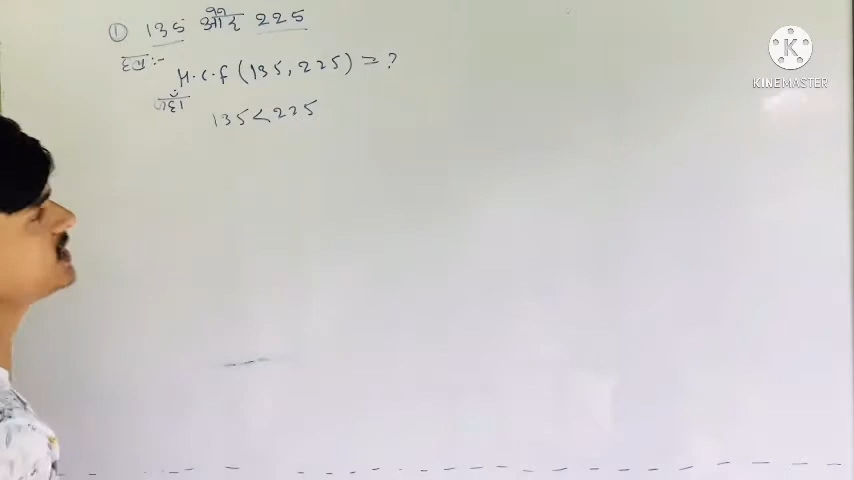 ① 135 और 225
हल :-
H.C.F (135, 225) = ?
जहाँ
135 < 225
KINEMASTER